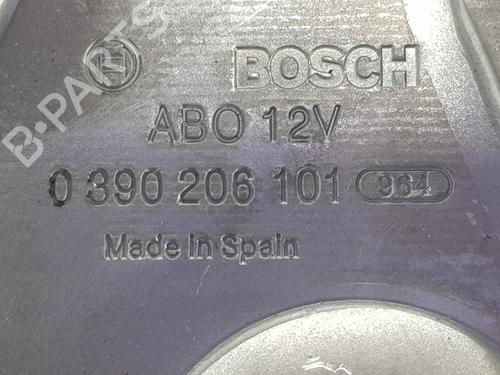 BOSCH
ABO 12V
0 390 206 101 964
Made in Spain
B-PARTS